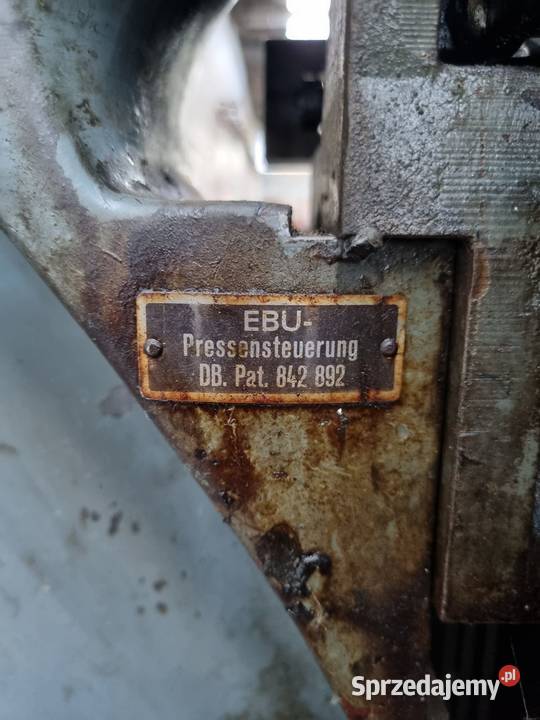 EBU-
Pressensteuerung
DB. Pat. 842 892
Sprzedajemy.pl